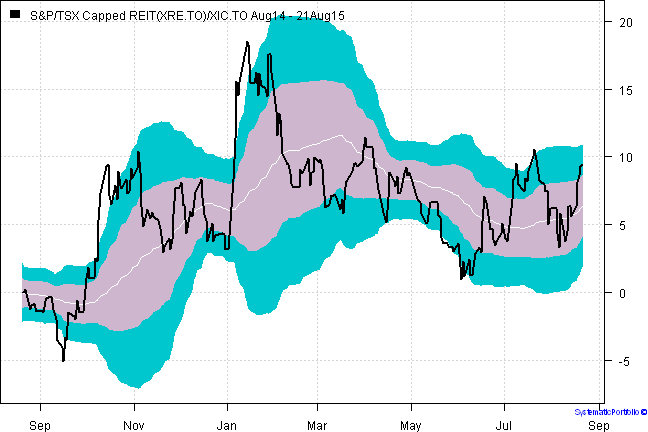 S&P/TSX Capped REIT(XRE.TO)/XIC.TO Aug14 - 21Aug15
20
15
10
5
0
-5
SystematicPortfolio ©
Sep Nov Jan Mar May Jul Sep